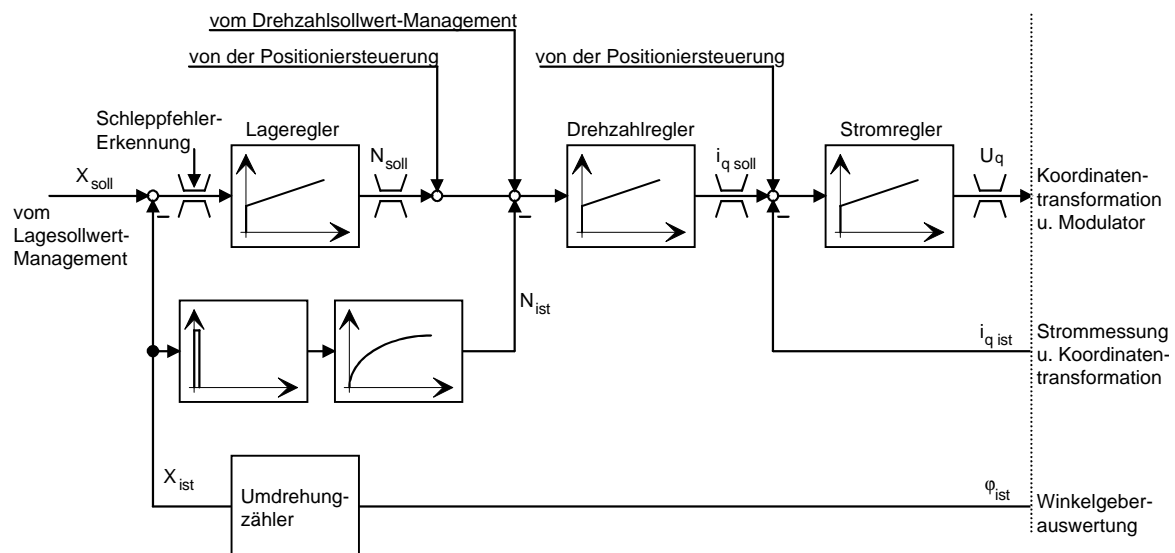 vom Drehzahlsollwert-Management
von der Positioniersteuerung
von der Positioniersteuerung
Schleppfehler-
Erkennung
Lageregler
Drehzahlregler
Stromregler
X soll
N soll
i q soll
U q
Koordinaten-
transformation
u. Modulator
vom
Lagesollwert-
Management
N ist
i q ist
Strommessung
u. Koordinaten-
transformation
X ist
Umdrehung-
zähler
φ ist
Winkelgeber-
auswertung